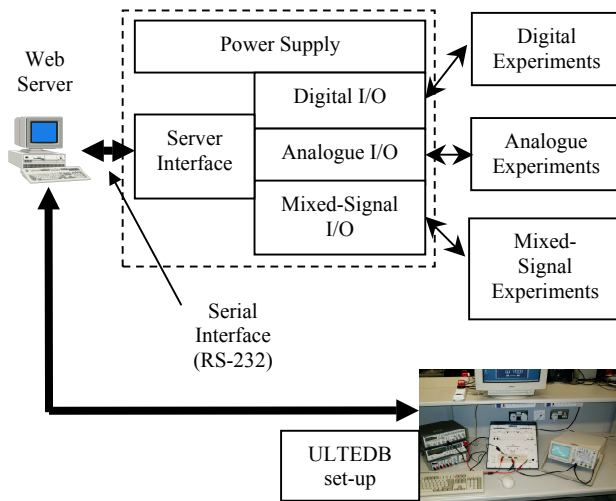 Web
Server
Power Supply
Digital I/O
Server
Interface
Analogue I/O
Mixed-Signal
I/O
Digital
Experiments
Analogue
Experiments
Mixed-
Signal
Experiments
Serial
Interface
(RS-232)
ULTEDB
set-up